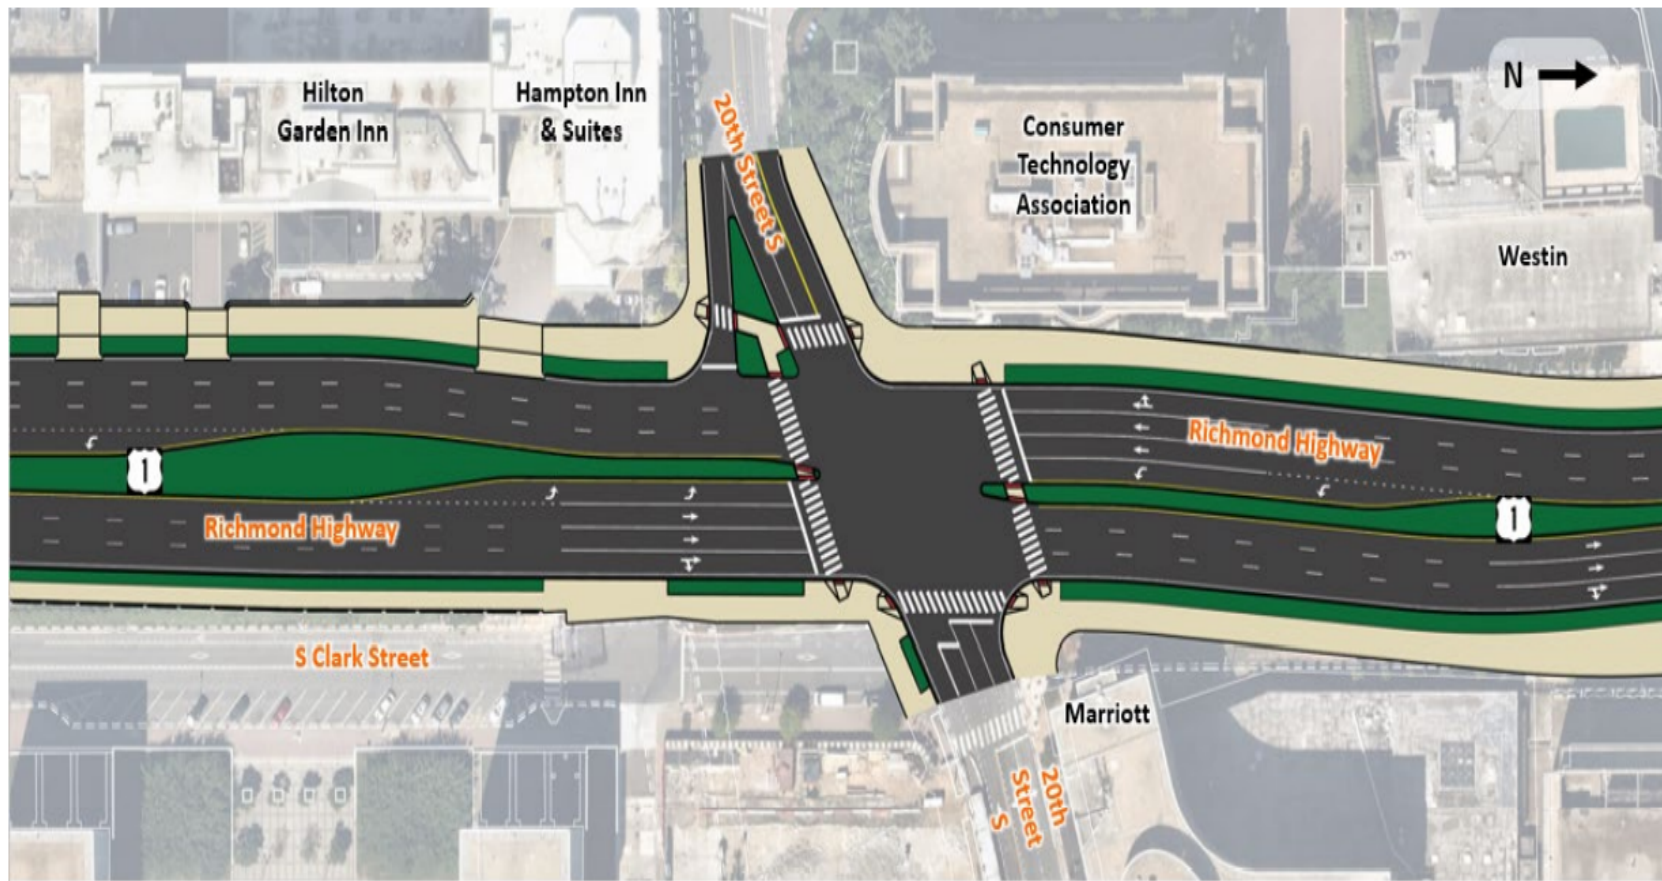 N
Hilton
Garden Inn
Hampton Inn
& Suites
20th Street S
Consumer
Technology
Association
Westin
Richmond Highway
1
Richmond Highway
1
S Clark Street
Marriott
20th
Street
S